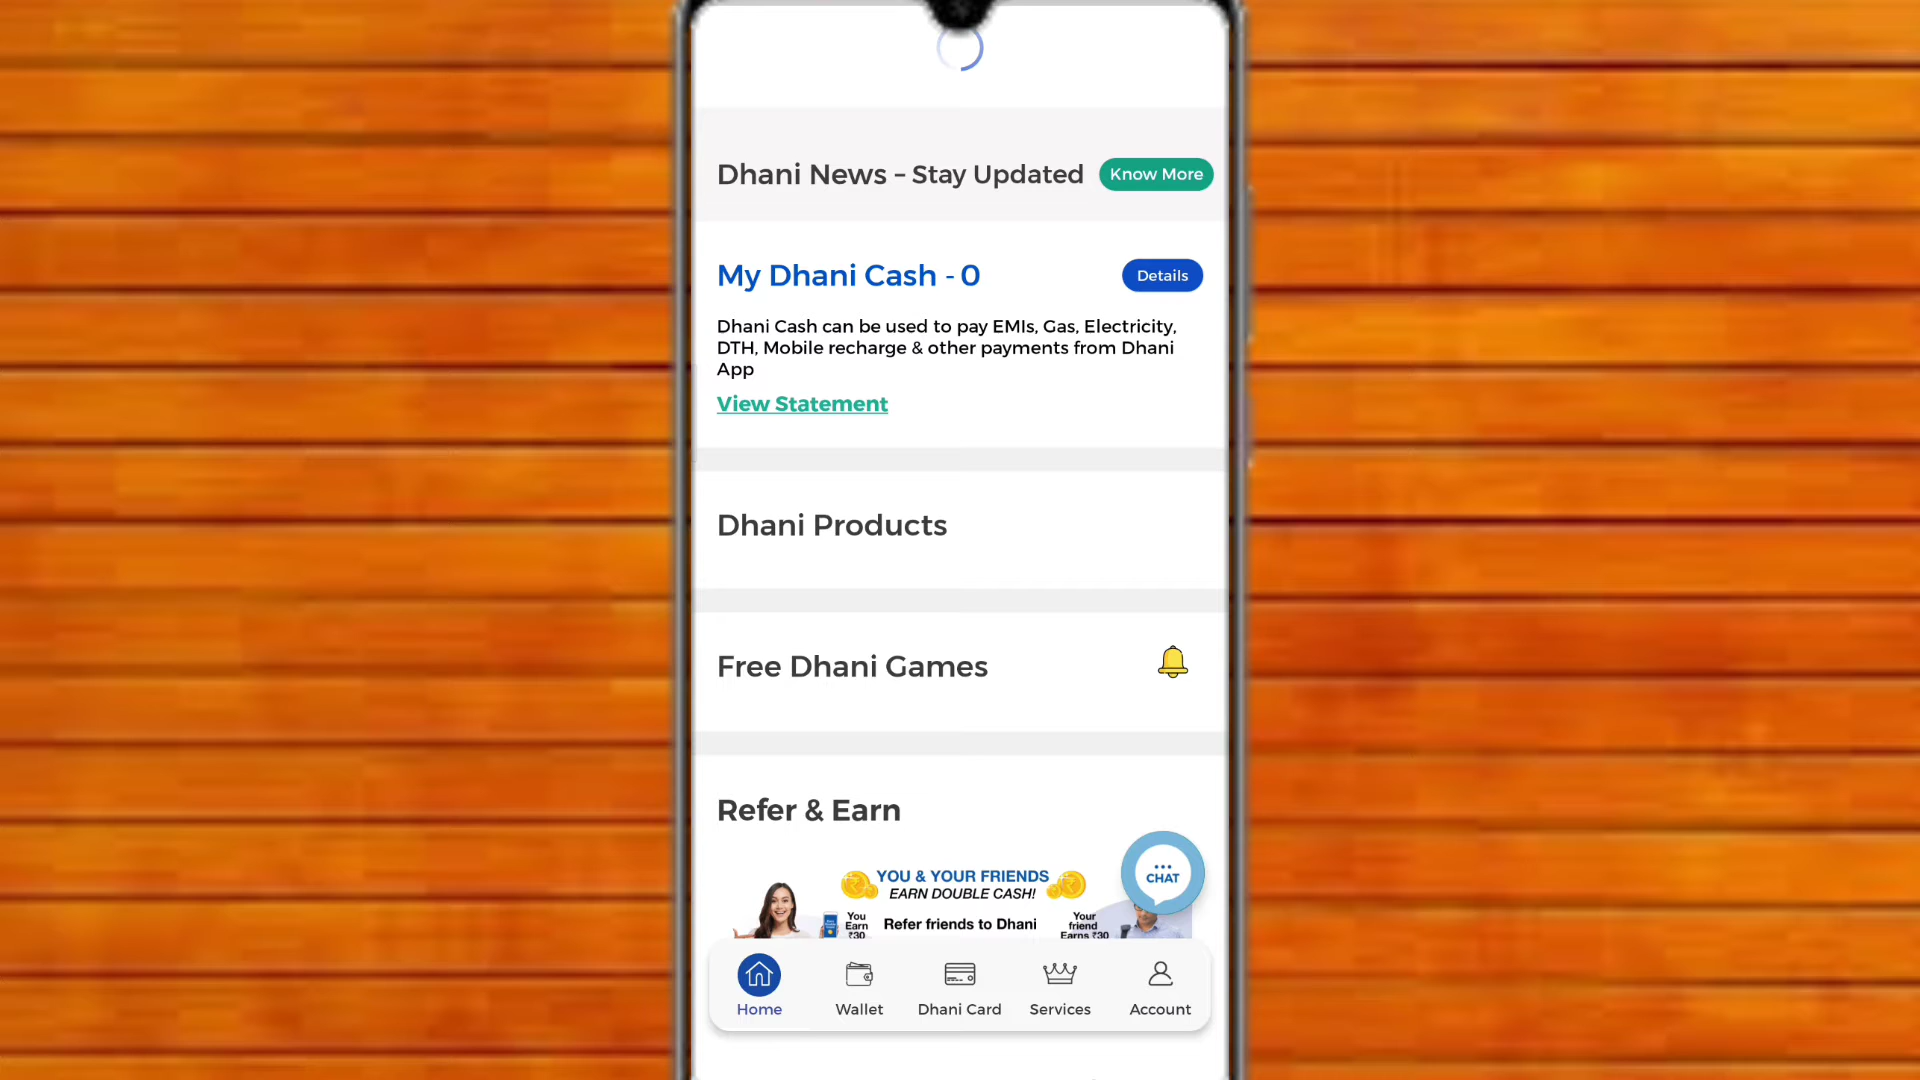 Dhani News – Stay Updated
Know More
My Dhani Cash - 0
Details
Dhani Cash can be used to pay EMIs, Gas, Electricity,
DTH, Mobile recharge & other payments from Dhani
App
View Statement
Dhani Products
Free Dhani Games
Refer & Earn
YOU & YOUR FRIENDS
EARN DOUBLE CASH!
You
Earn
₹30
Refer friends to Dhani
Your
friend
Earns ₹30
CHAT
Home
Wallet
Dhani Card
Services
Account